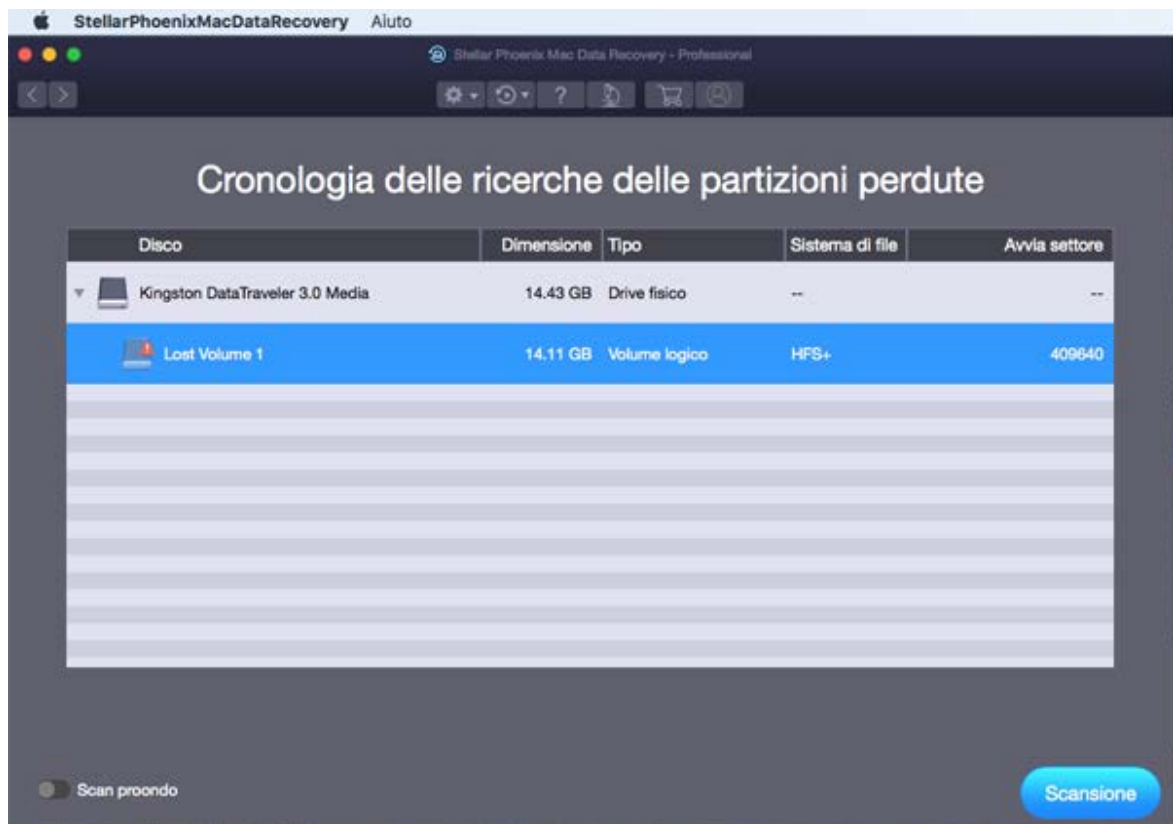 StellarPhoenixMacDataRecovery Aiuto
Stellar Phoenix Mac Data Recovery - Professional
?
Cronologia delle ricerche delle partizioni perdute
Disco Dimensione Tipo Sistema di file Avvia settore
Kingston DataTraveler 3.0 Media 14.43 GB Drive fisico -- --
Lost Volume 1 14.11 GB Volume logico HFS+ 409640
Scan proondo
Scansione